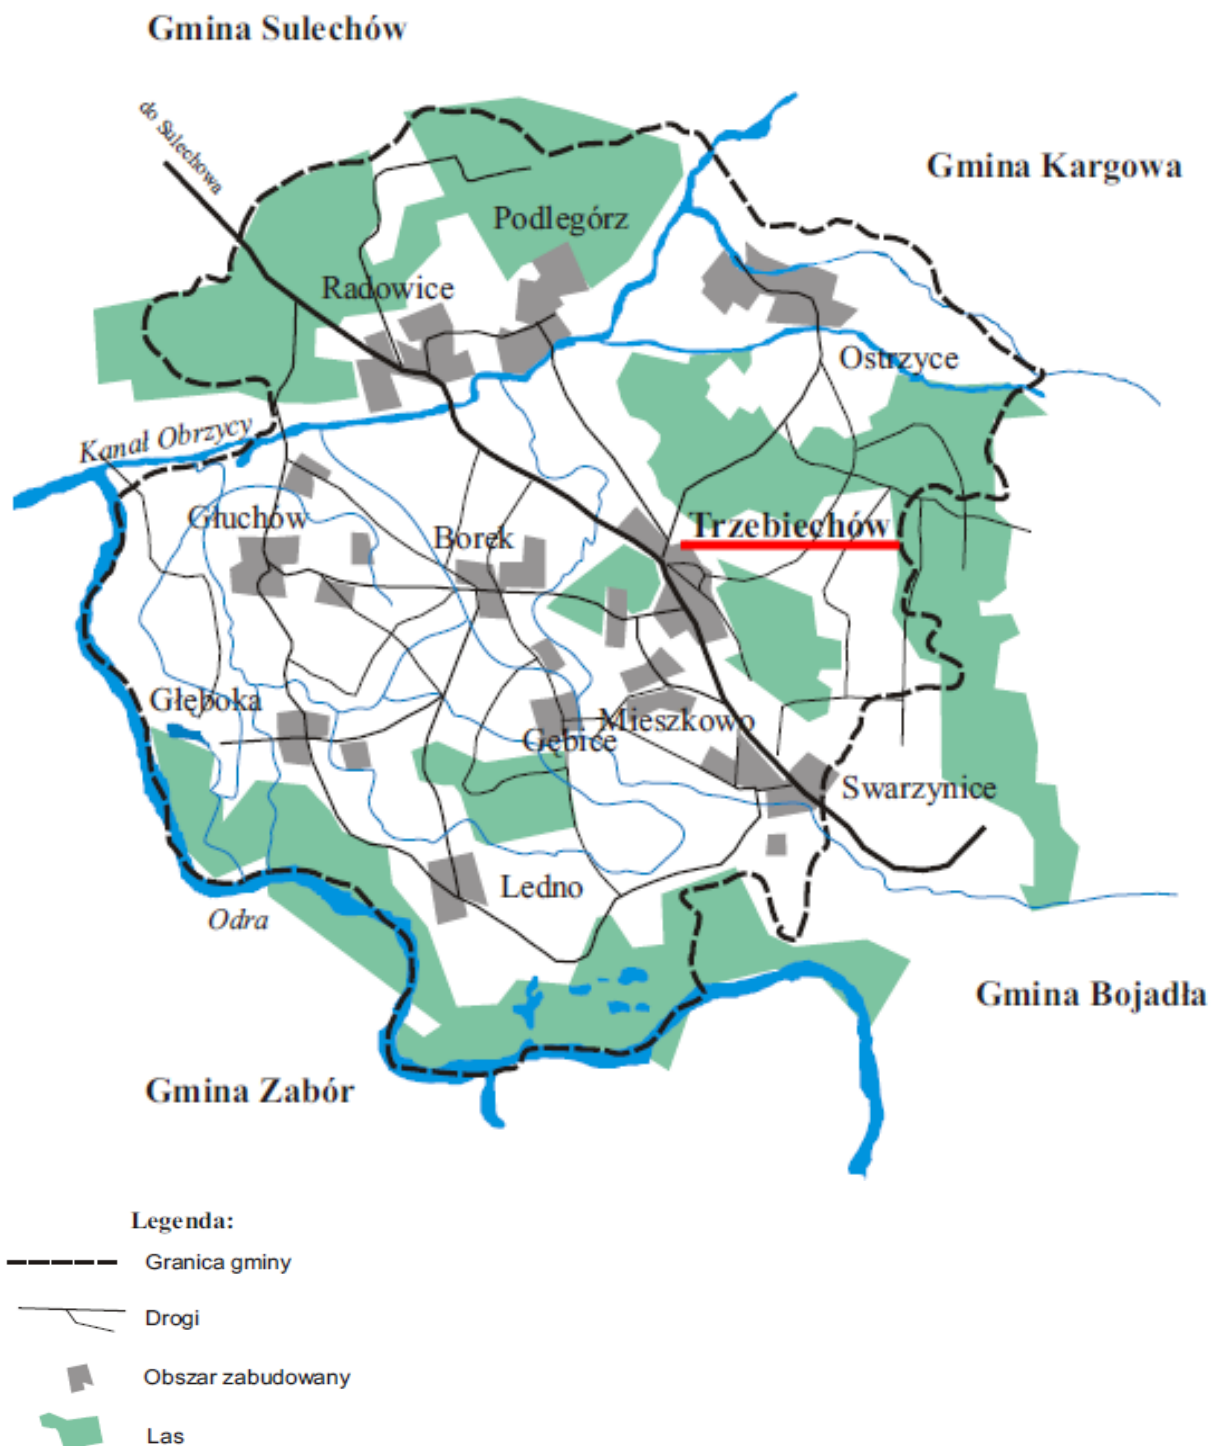 Gmina Sulechów
do Sulechowa
Gmina Kargowa
Podlegórz
Radowice
Ostrzyce
Kanał Obrzycy
Głuchów
Borek
Trzebiechów
Głęboka
Mieszkowo
Gębice
Swarzynice
Ledno
Odra
Gmina Bojadła
Gmina Zabór
Legenda:
Granica gminy
Drogi
Obszar zabudowany
Las